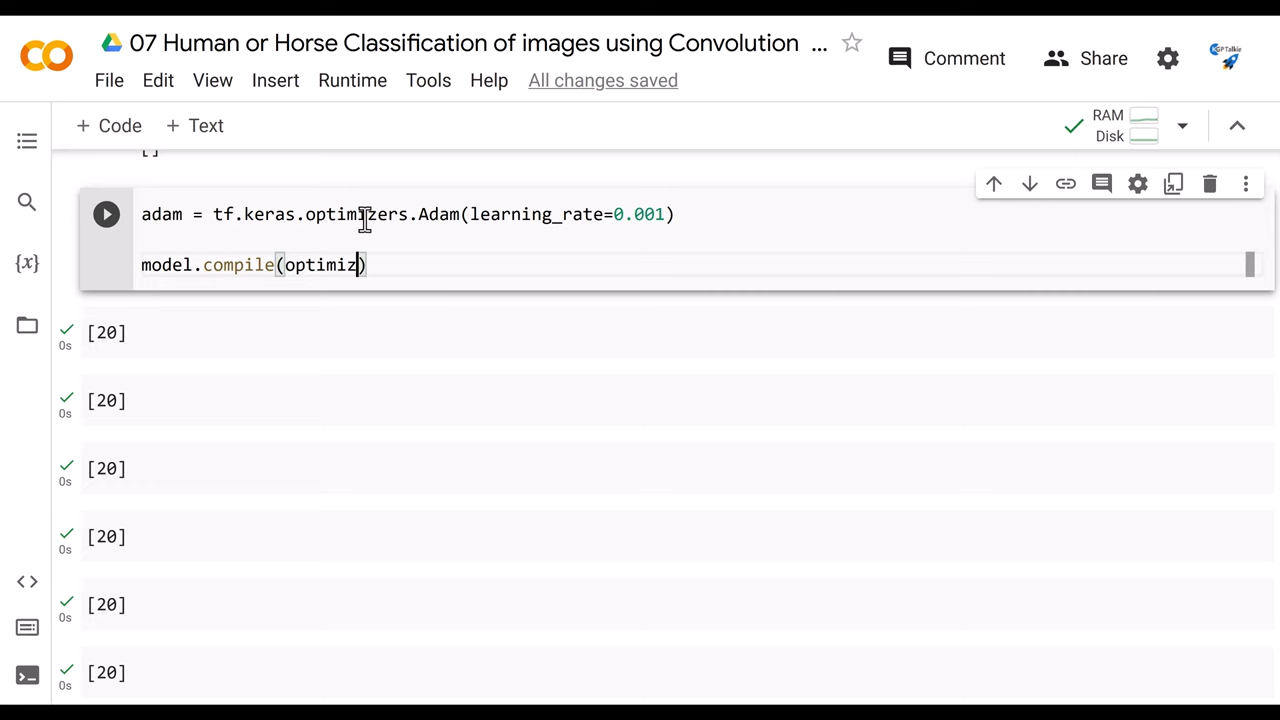 07 Human or Horse Classification of images using Convolution ...
Comment
Share
KGP Talkie
File Edit View Insert Runtime Tools Help All changes saved
+ Code + Text
RAM
Disk
[]
adam = tf.keras.optimizers.Adam(learning_rate=0.001)
model.compile(optimiz)
[20]
0s
[20]
0s
[20]
0s
[20]
0s
[20]
0s
[20]
0s
{x}